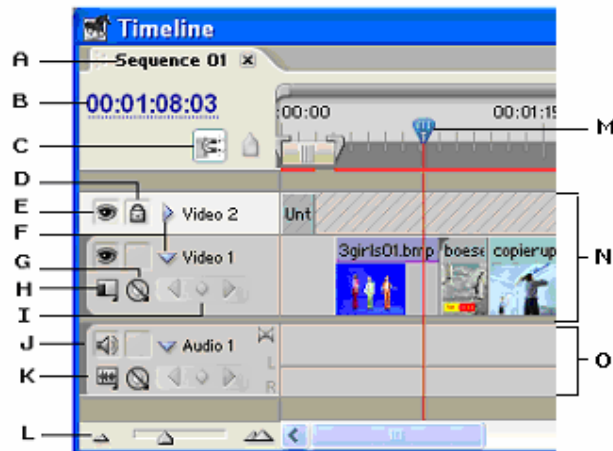 Timeline
A
Sequence 01
B
00:01:08:03
:00:00
00:01:15
C
M
D
E
Video 2
Unt
F
Video 1
3girls01.bmp
boese
copierup
G
H
I
N
J
Audio 1
L
R
K
O
L